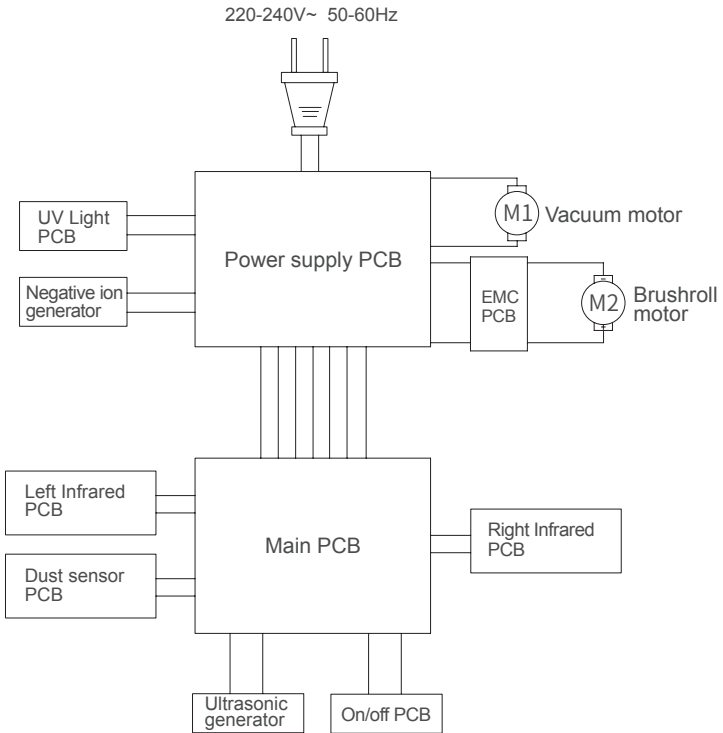 220-240V~ 50-60Hz
M1
Vacuum motor
UV Light
PCB
Power supply PCB
Negative ion
generator
EMC
PCB
M2
Brushroll
motor
Left Infrared
PCB
Main PCB
Right Infrared
PCB
Dust sensor
PCB
Ultrasonic
generator
On/off PCB